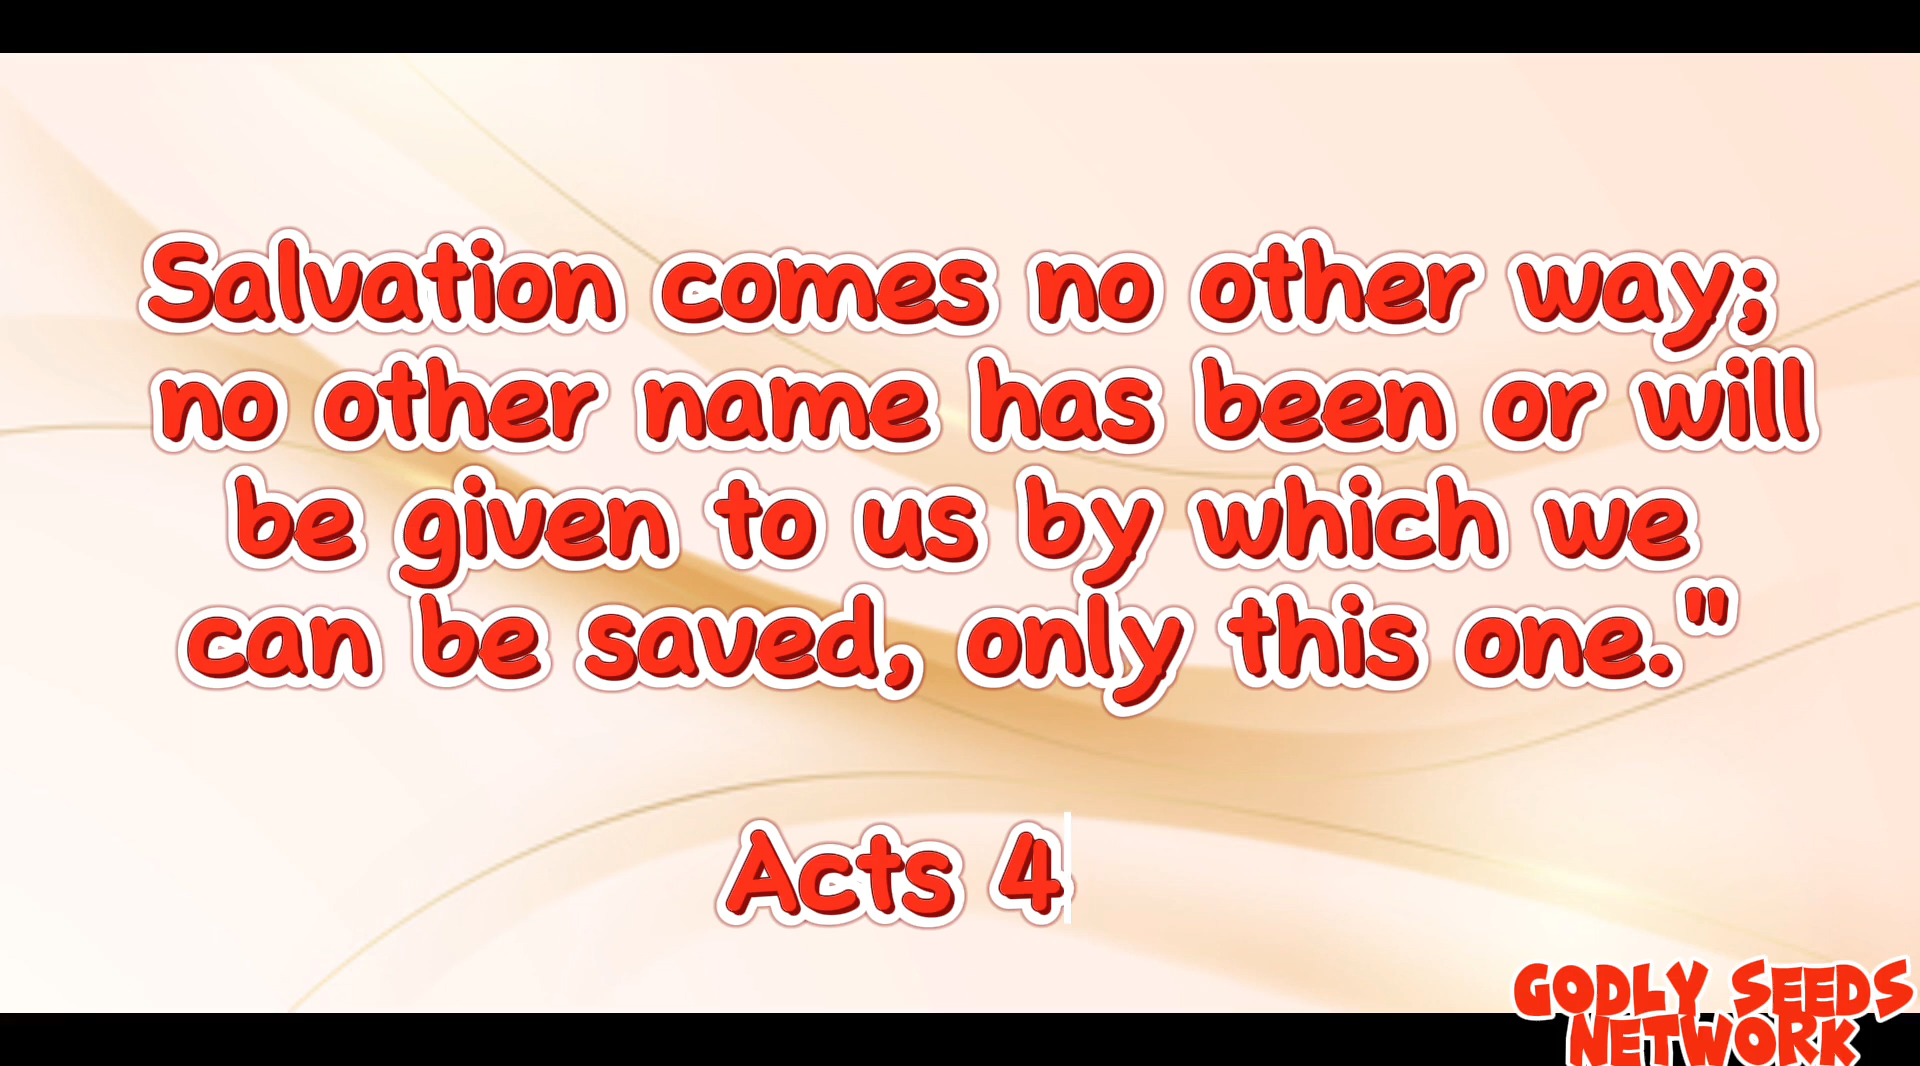 Salvation comes no other way;
no other name has been or will
be given to us by which we
can be saved, only this one."
Acts 4
GODLY SEEDS
NETWORK